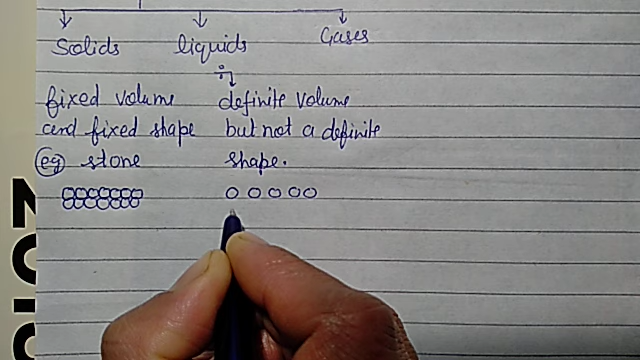 Solids liquids Gases
fixed volume definite volume
and fixed shape but not a definite
eg stone shape.